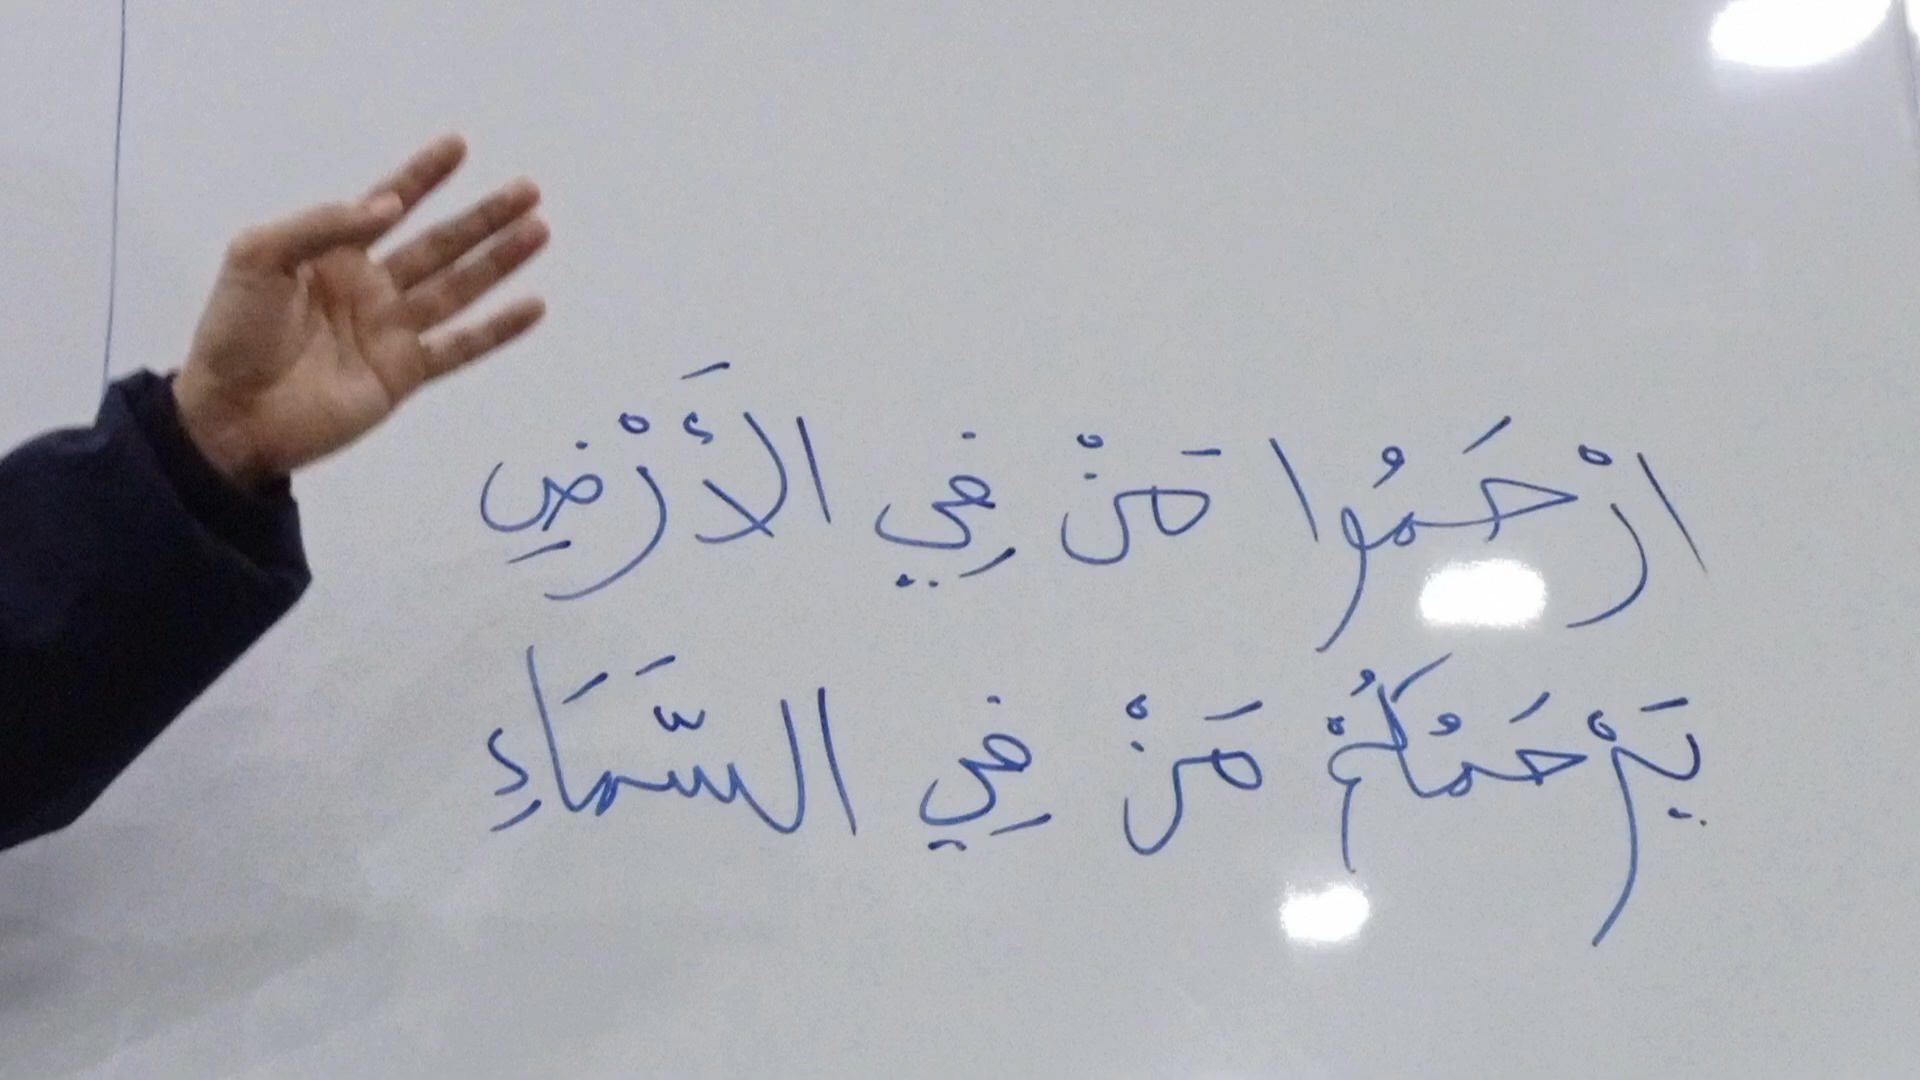 ارْحَمُوا مَنْ فِي الأَرْضِ
يَرْحَمُكُمْ مَنْ فِي السَّمَاءِ